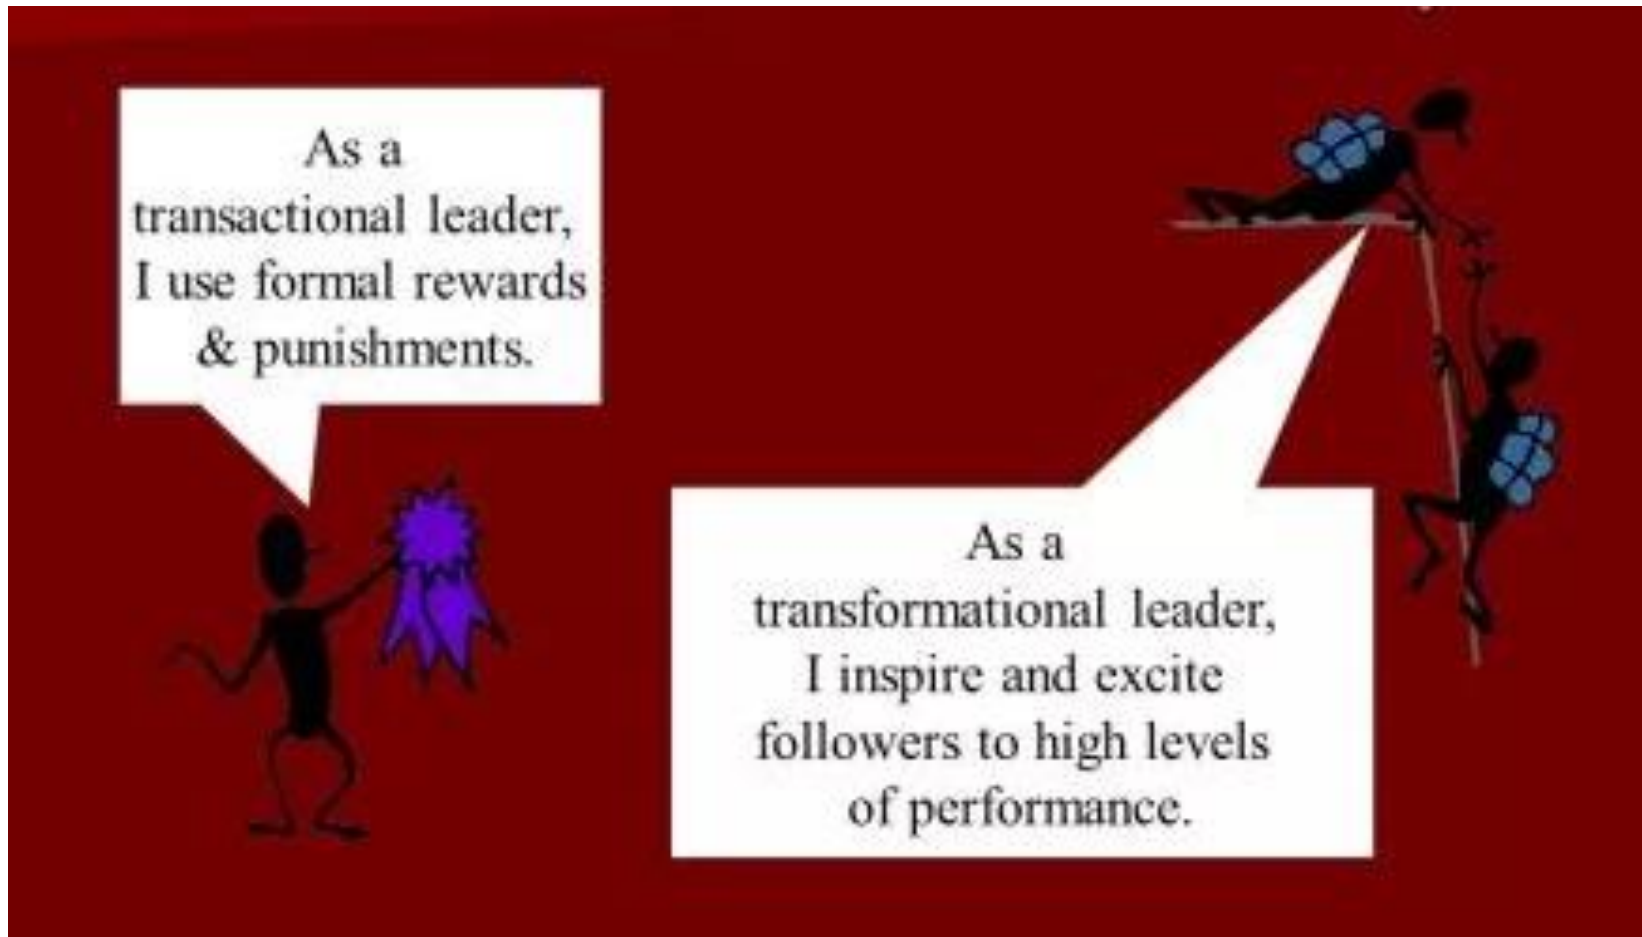 As a
transactional leader,
I use formal rewards
& punishments.
As a
transformational leader,
I inspire and excite
followers to high levels
of performance.